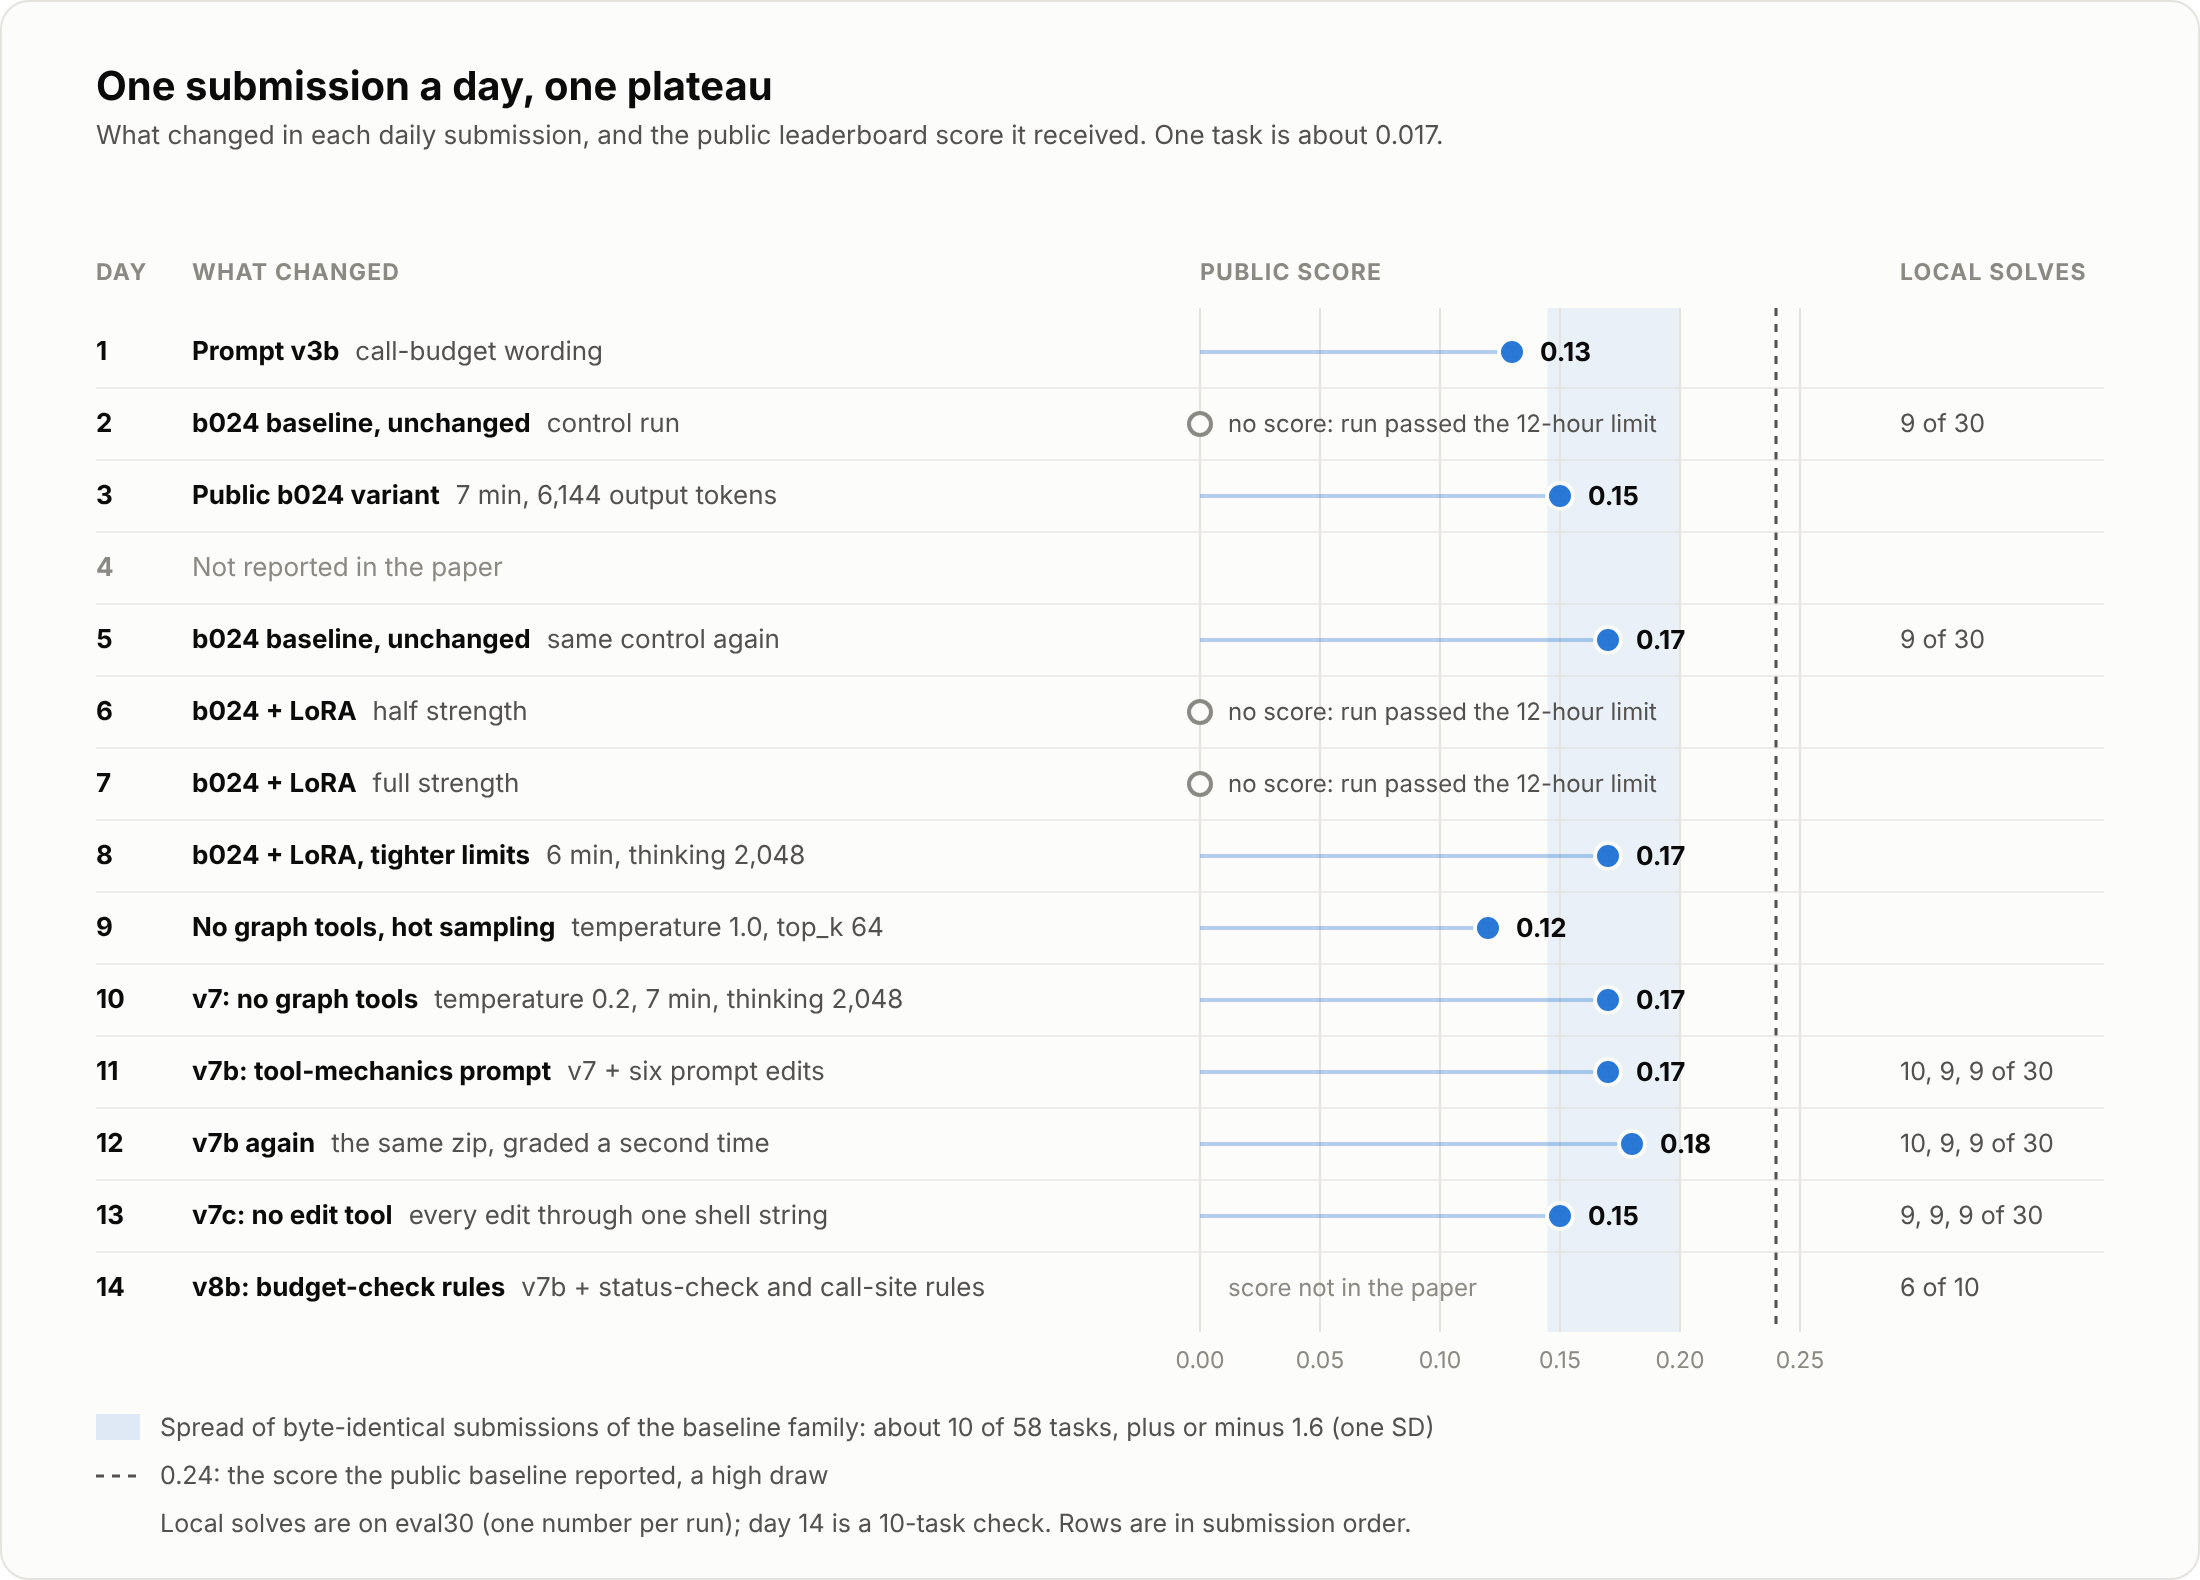 One submission a day, one plateau
What changed in each daily submission, and the public leaderboard score it received. One task is about 0.017.
DAY WHAT CHANGED PUBLIC SCORE LOCAL SOLVES
1 Prompt v3b call-budget wording 0.13
2 b024 baseline, unchanged control run no score: run passed the 12-hour limit 9 of 30
3 Public b024 variant 7 min, 6,144 output tokens 0.15
4 Not reported in the paper
5 b024 baseline, unchanged same control again 0.17 9 of 30
6 b024 + LoRA half strength no score: run passed the 12-hour limit
7 b024 + LoRA full strength no score: run passed the 12-hour limit
8 b024 + LoRA, tighter limits 6 min, thinking 2,048 0.17
9 No graph tools, hot sampling temperature 1.0, top_k 64 0.12
10 v7: no graph tools temperature 0.2, 7 min, thinking 2,048 0.17
11 v7b: tool-mechanics prompt v7 + six prompt edits 0.17 10, 9, 9 of 30
12 v7b again the same zip, graded a second time 0.18 10, 9, 9 of 30
13 v7c: no edit tool every edit through one shell string 0.15 9, 9, 9 of 30
14 v8b: budget-check rules v7b + status-check and call-site rules score not in the paper 6 of 10
0.00 0.05 0.10 0.15 0.20 0.25
Spread of byte-identical submissions of the baseline family: about 10 of 58 tasks, plus or minus 1.6 (one SD)
0.24: the score the public baseline reported, a high draw
Local solves are on eval30 (one number per run); day 14 is a 10-task check. Rows are in submission order.